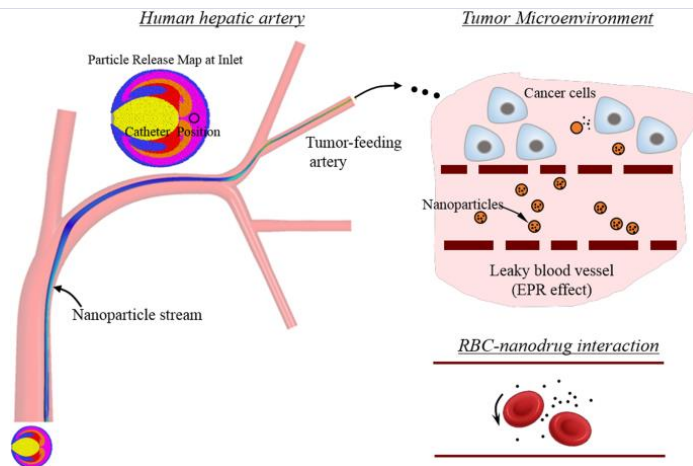 Human hepatic artery
Particle Release Map at Inlet
Catheter Position
Tumor-feeding
artery
Nanoparticle stream
Tumor Microenvironment
Cancer cells
Nanoparticles
Leaky blood vessel
(EPR effect)
RBC-nanodrug interaction